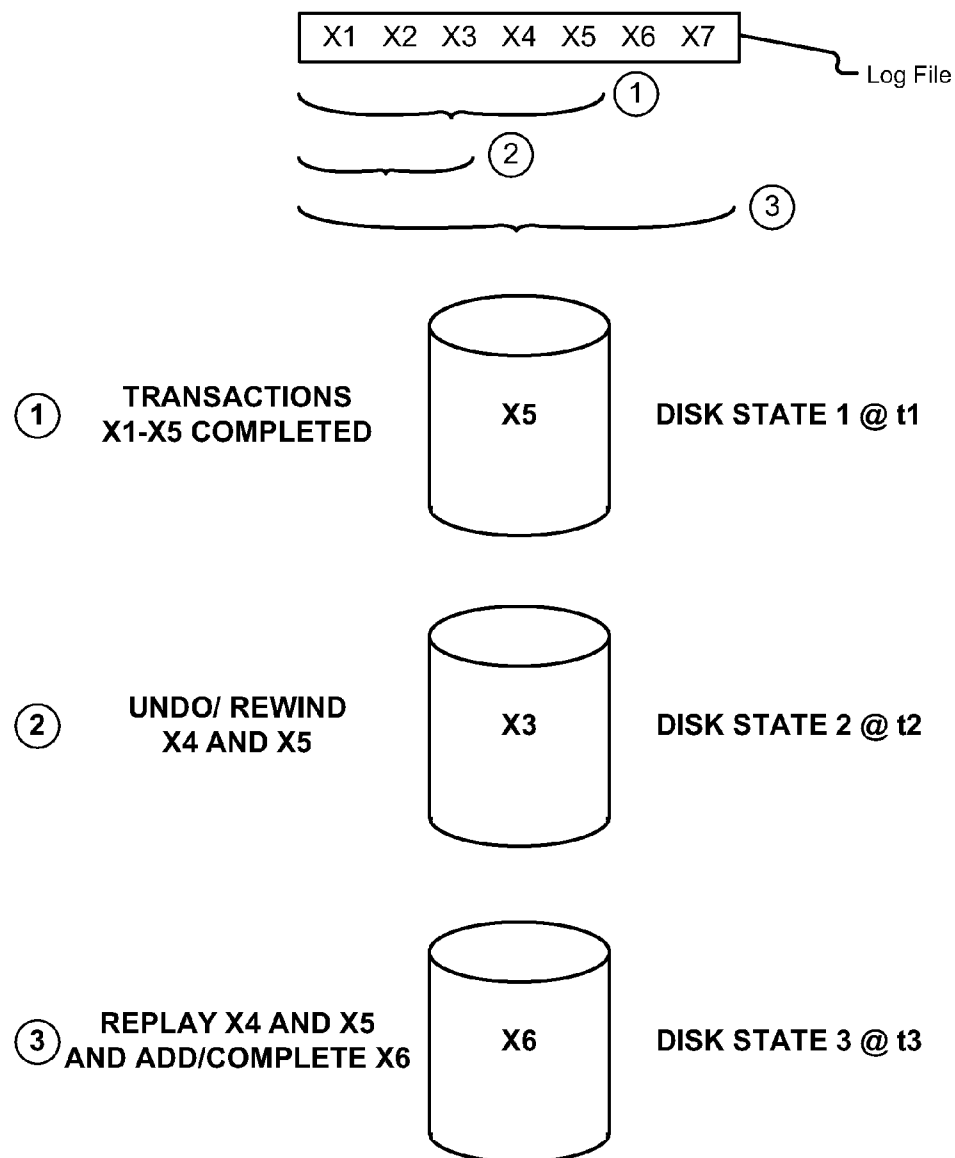 X1 X2 X3 X4 X5 X6 X7
Log File
1
2
3
1
TRANSACTIONS
X1-X5 COMPLETED
X5
DISK STATE 1 @ t1
2
UNDO/ REWIND
X4 AND X5
X3
DISK STATE 2 @ t2
3
REPLAY X4 AND X5
AND ADD/COMPLETE X6
X6
DISK STATE 3 @ t3